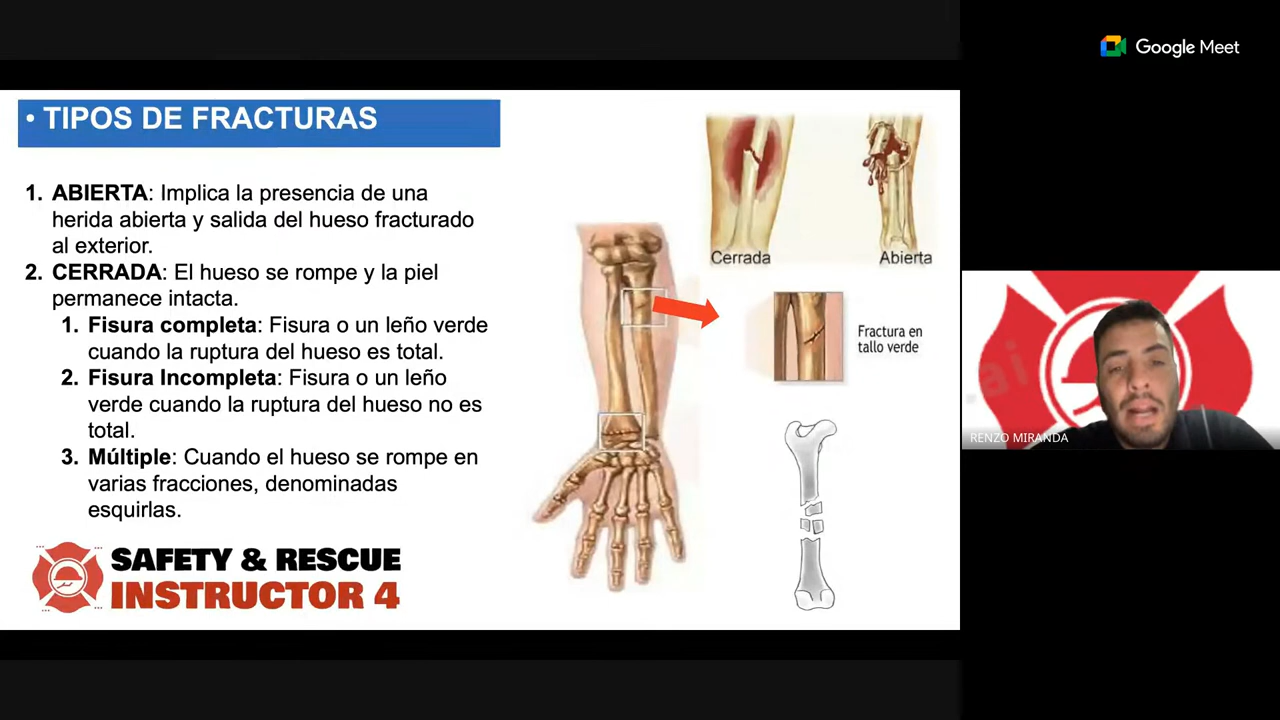 Google Meet
• TIPOS DE FRACTURAS
1. ABIERTA: Implica la presencia de una
herida abierta y salida del hueso fracturado
al exterior.
2. CERRADA: El hueso se rompe y la piel
permanece intacta.
1. Fisura completa: Fisura o un leño verde
cuando la ruptura del hueso es total.
2. Fisura Incompleta: Fisura o un leño
verde cuando la ruptura del hueso no es
total.
3. Múltiple: Cuando el hueso se rompe en
varias fracciones, denominadas
esquirlas.
SAFETY & RESCUE
INSTRUCTOR 4
Cerrada
Abierta
Fractura en
tallo verde
.ai
RENZO MIRANDA